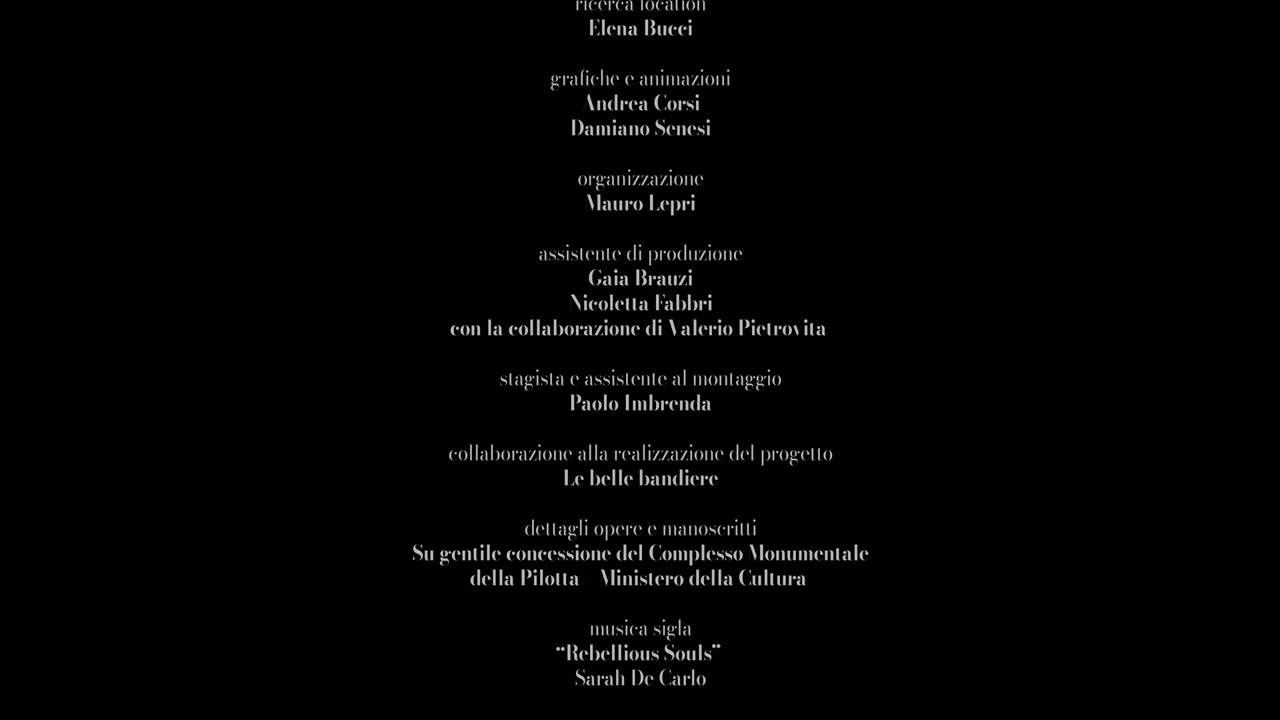 ricerca location
Elena Bucci
grafiche e animazioni
Andrea Corsi
Damiano Senesi
organizzazione
Mauro Lepri
assistente di produzione
Gaia Brauzi
Nicoletta Fabbri
con la collaborazione di Valerio Pietrovita
stagista e assistente al montaggio
Paolo Imbrenda
collaborazione alla realizzazione del progetto
Le belle bandiere
dettagli opere e manoscritti
Su gentile concessione del Complesso Monumentale
della Pilotta – Ministero della Cultura
musica sigla
“Rebellious Souls”
Sarah De Carlo